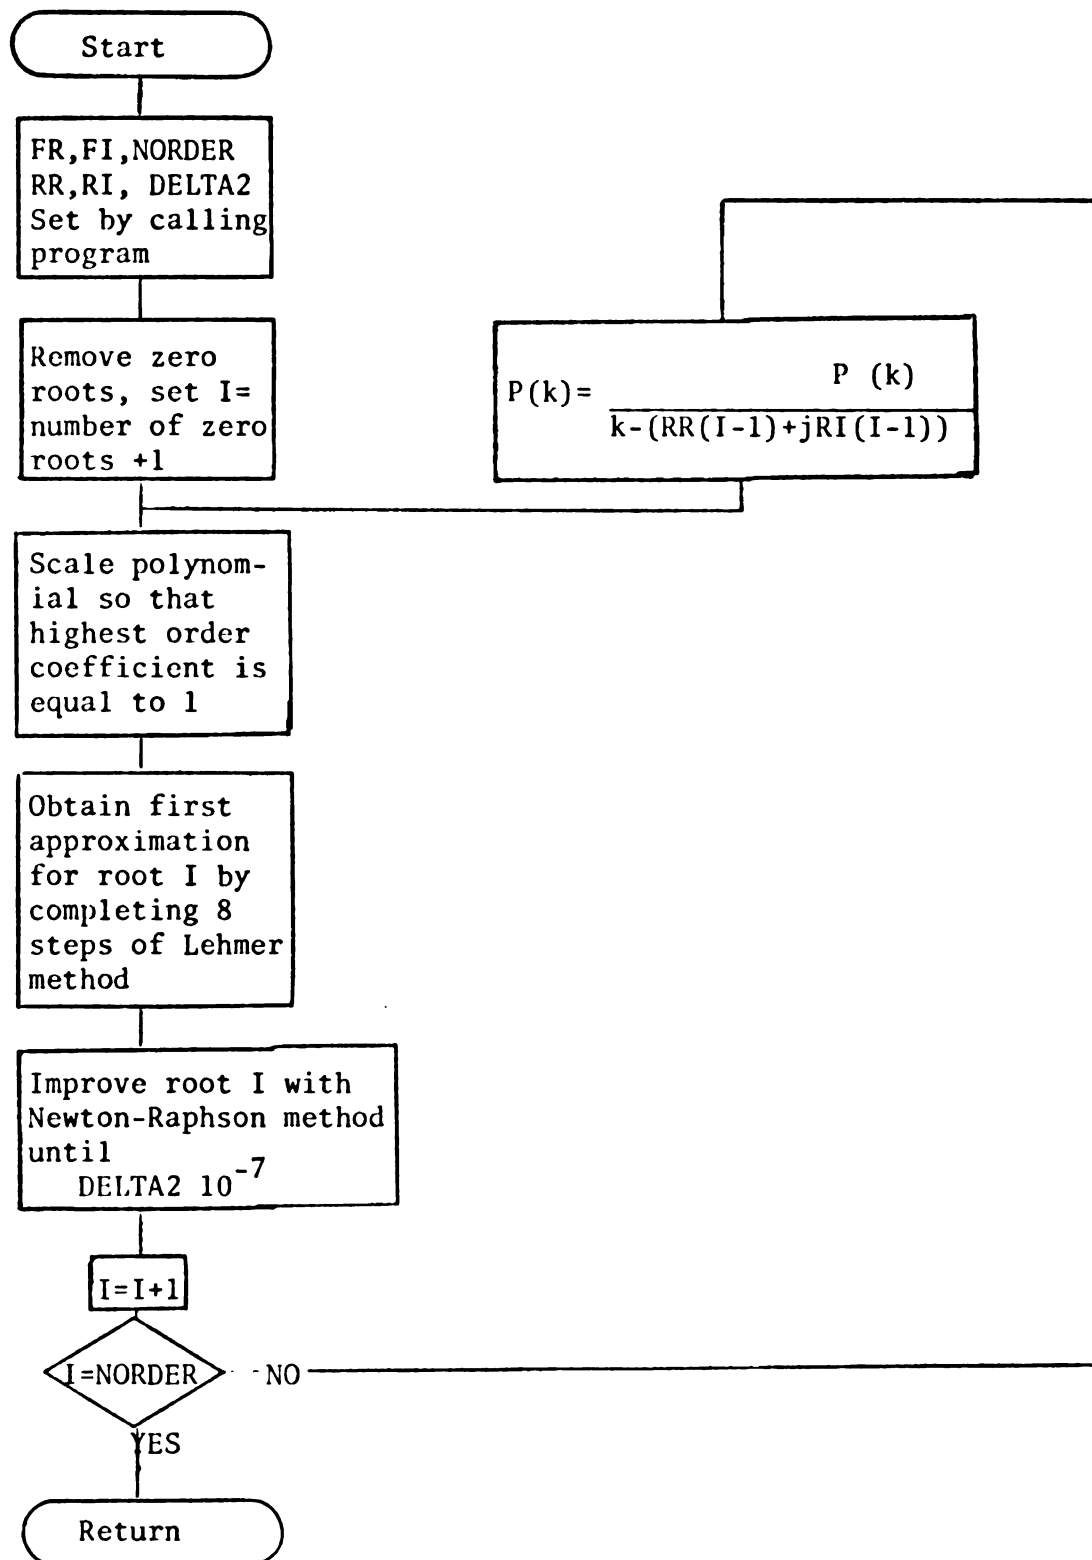 Start
FR,FI,NORDER
RR,RI, DELTA2
Set by calling
program
Remove zero
roots, set I=
number of zero
roots +1
P(k)= P (k)
k-(RR(I-1)+jRI(I-1))
Scale polynom-
ial so that
highest order
coefficient is
equal to 1
Obtain first
approximation
for root I by
completing 8
steps of Lehmer
method
Improve root I with
Newton-Raphson method
until
DELTA2 10^-7
I=I+1
I=NORDER
NO
YES
Return